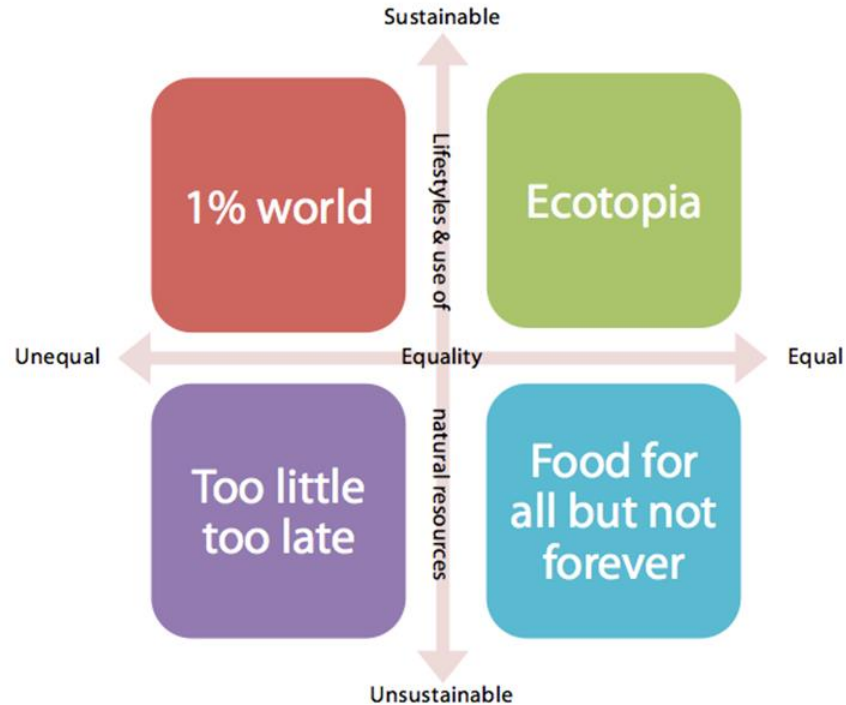 Sustainable
1% world
Lifestyles & use of
Ecotopia
Unequal
Equality
Equal
Too little
too late
natural resources
Food for
all but not
forever
Unsustainable